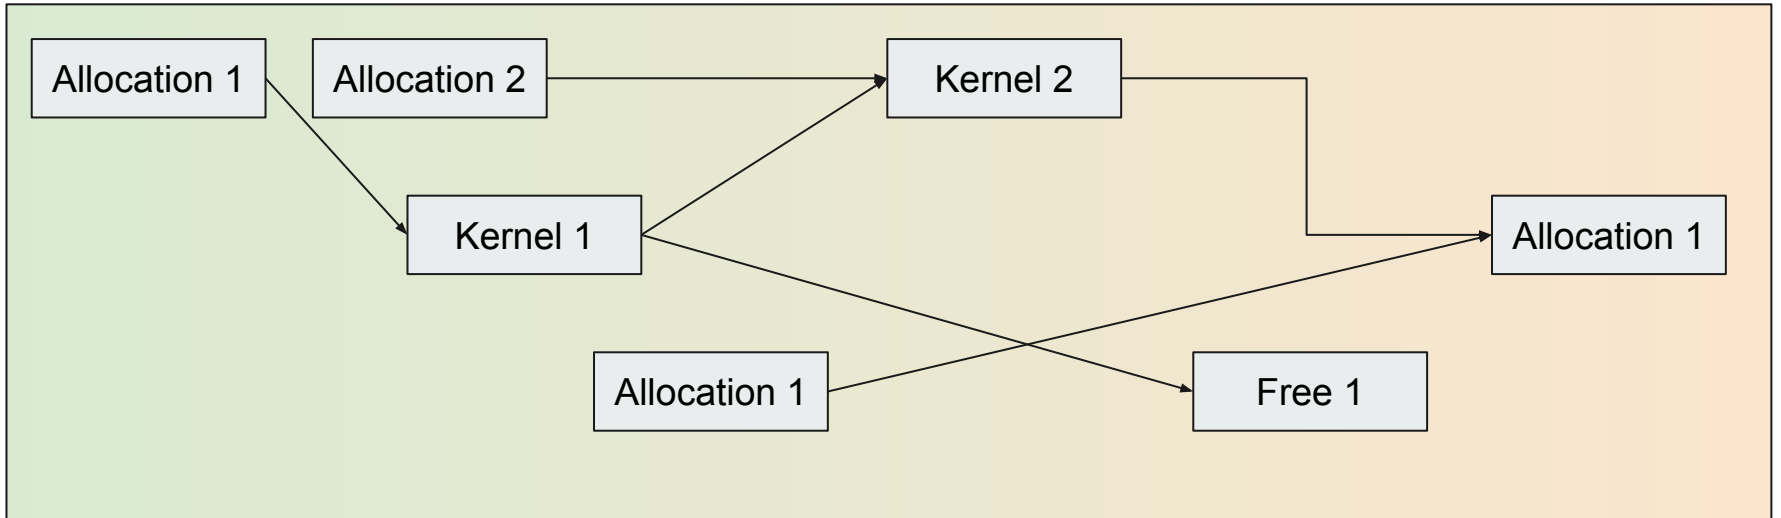 Allocation 1
Allocation 2
Kernel 2
Kernel 1
Allocation 1
Allocation 1
Free 1